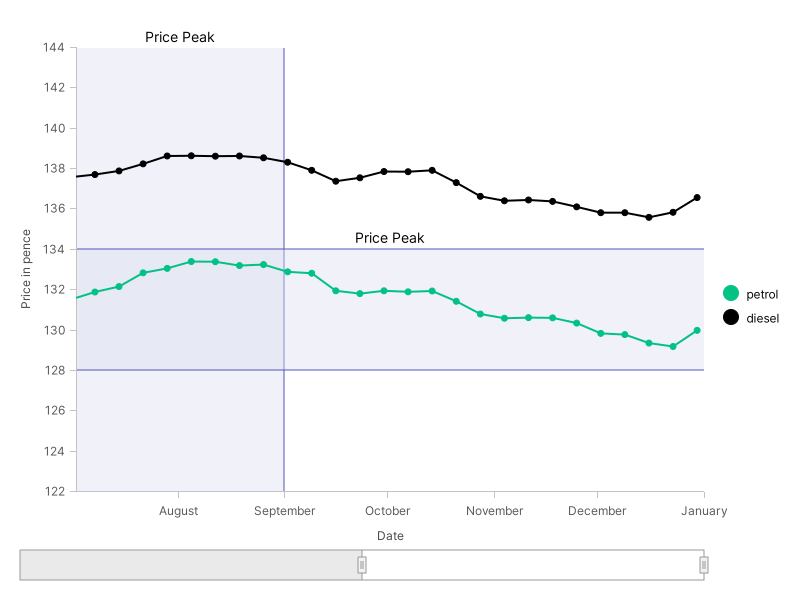 Price Peak
144
142
140
138
136
134
132
130
128
126
124
122
Price in pence
Price Peak
petrol
diesel
August September October November December January
Date